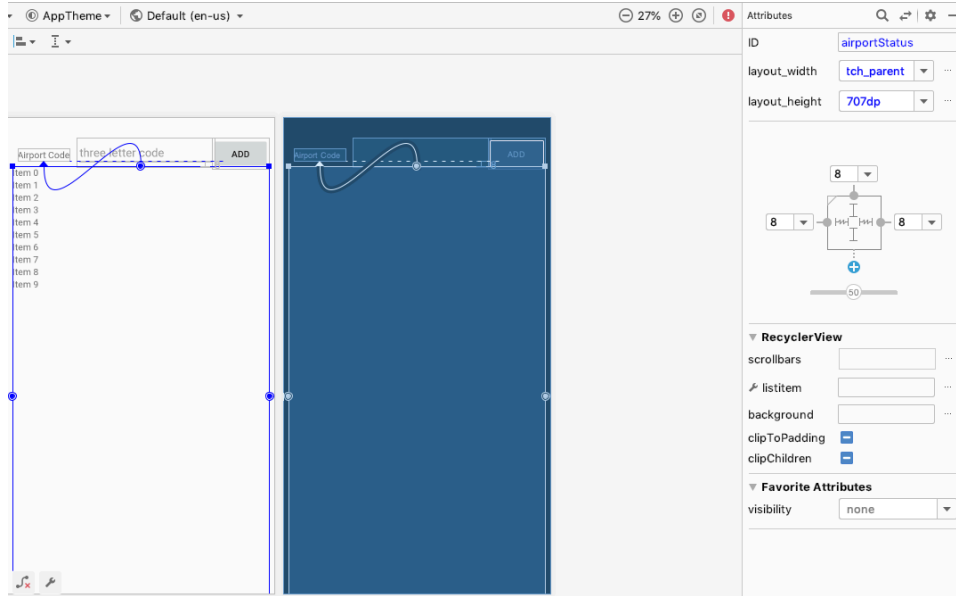 AppTheme
Default (en-us)
27%
Attributes
ID
airportStatus
layout_width
tch_parent
layout_height
707dp
Airport Code
three letter code
ADD
Item 0
Item 1
Item 2
Item 3
Item 4
Item 5
Item 6
Item 7
Item 8
Item 9
Airport Code
ADD
8
8
8
50
RecyclerView
scrollbars
listitem
background
clipToPadding
clipChildren
Favorite Attributes
visibility
none